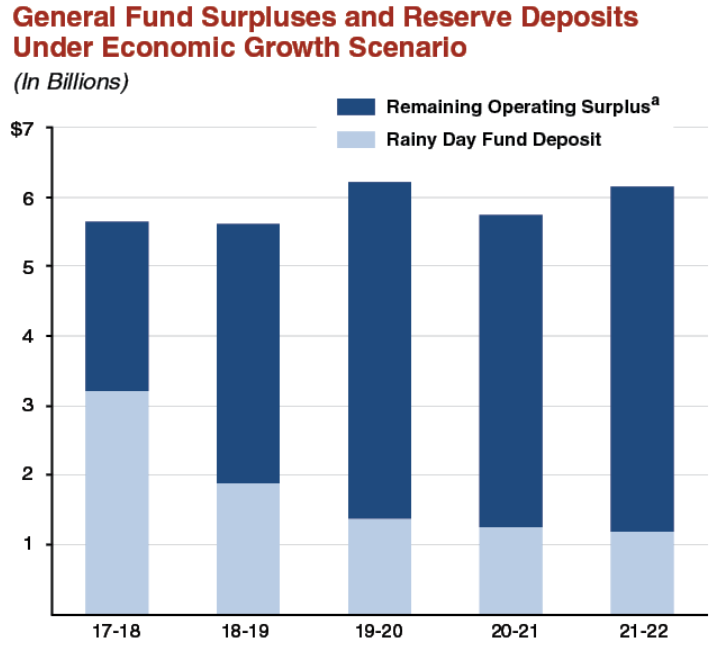 General Fund Surpluses and Reserve Deposits
Under Economic Growth Scenario
(In Billions)
Remaining Operating Surplusᵃ
Rainy Day Fund Deposit
$7
6
5
4
3
2
1
17-18 18-19 19-20 20-21 21-22